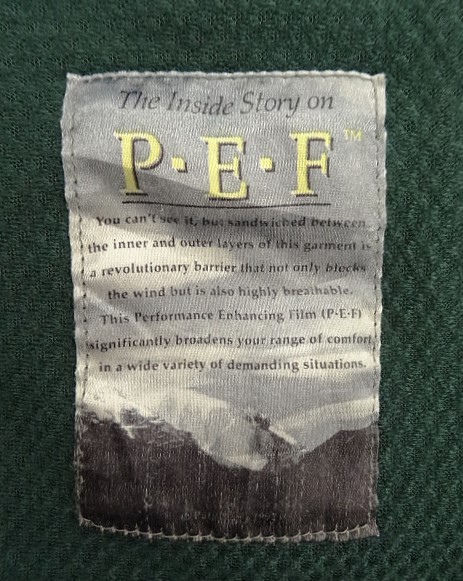 The Inside Story on
P·E·F™
You can't see it, but sandwiched between
the inner and outer layers of this garment is
a revolutionary barrier that not only blocks
the wind but is also highly breathable.
This Performance Enhancing Film (P·E·F)
significantly broadens your range of comfort
in a wide variety of demanding situations.